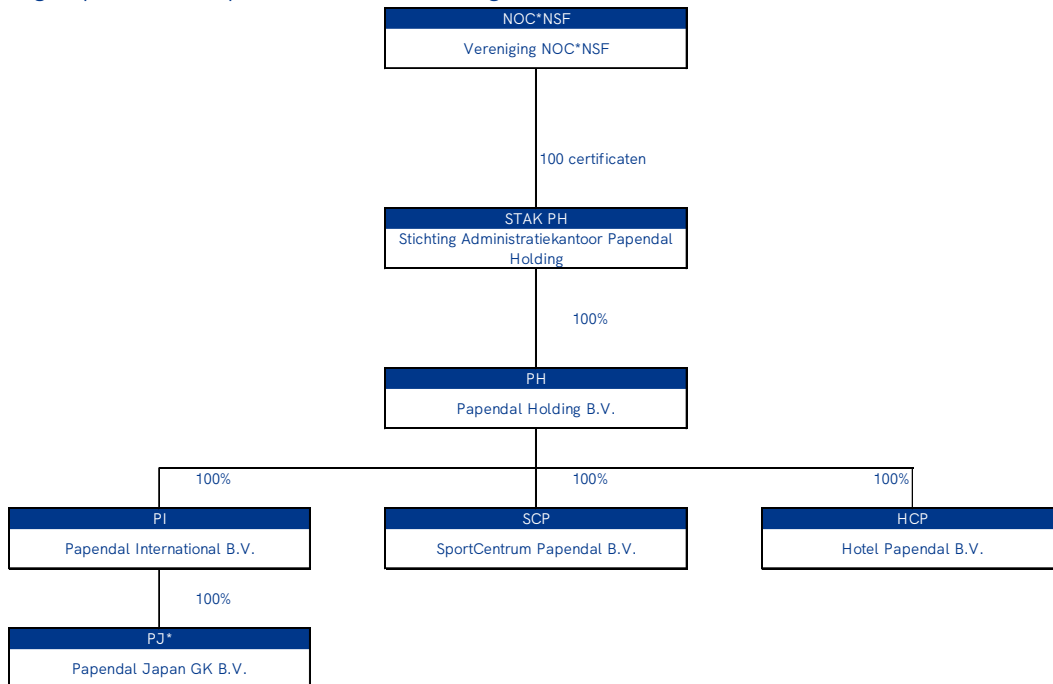 NOC*NSF
Vereniging NOC*NSF
100 certificaten
STAK PH
Stichting Administratiekantoor Papendal
Holding
100%
PH
Papendal Holding B.V.
100%
100%
100%
PI
Papendal International B.V.
SCP
SportCentrum Papendal B.V.
HCP
Hotel Papendal B.V.
100%
PJ*
Papendal Japan GK B.V.